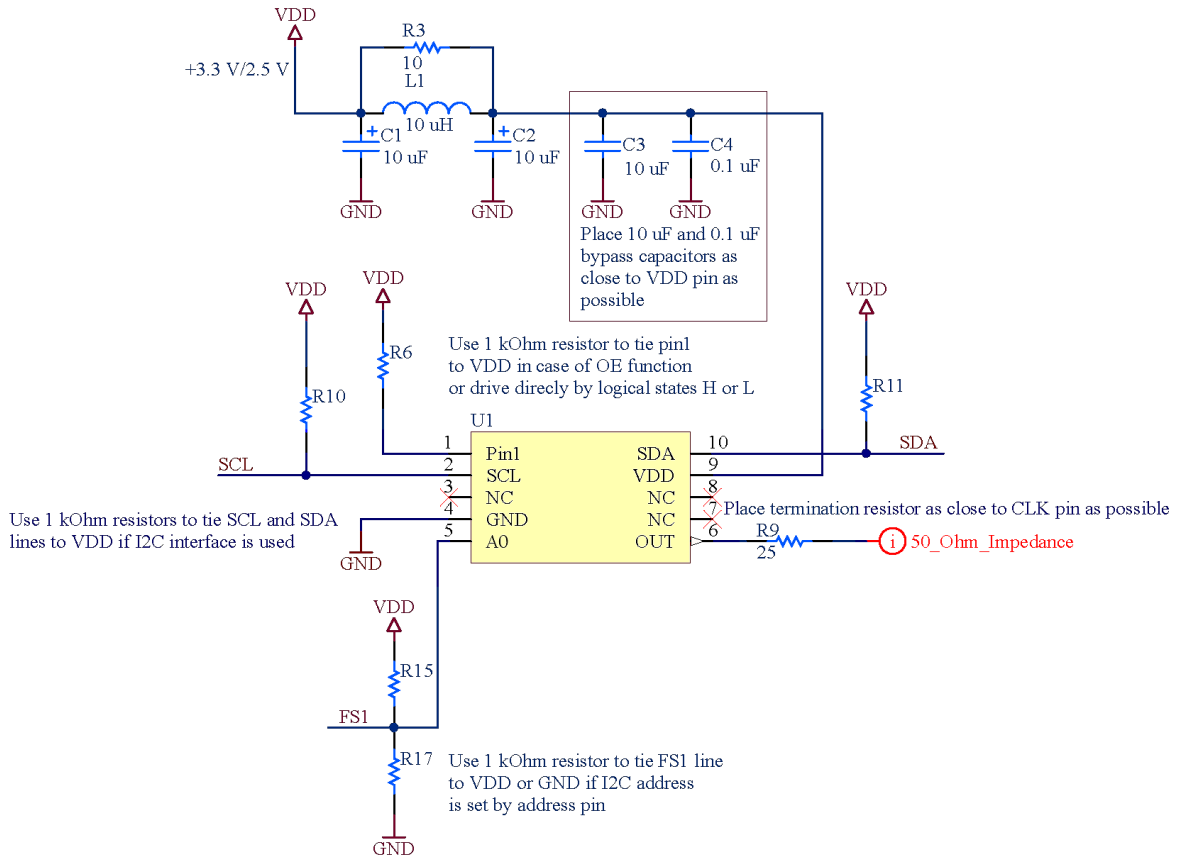 VDD
+3.3 V/2.5 V
R3
10
L1
10 uH
C1
10 uF
C2
10 uF
C3
10 uF
C4
0.1 uF
GND
GND
GND
GND
Place 10 uF and 0.1 uF
bypass capacitors as
close to VDD pin as
possible
VDD
VDD
VDD
R6
R10
R11
Use 1 kOhm resistor to tie pin1
to VDD in case of OE function
or drive direcly by logical states H or L
U1
SCL
SDA
1
Pin1
2
SCL
3
NC
4
GND
5
A0
10
SDA
9
VDD
8
NC
7
NC
6
OUT
Use 1 kOhm resistors to tie SCL and SDA
lines to VDD if I2C interface is used
GND
Place termination resistor as close to CLK pin as possible
R9
25
i
50_Ohm_Impedance
VDD
R15
FS1
R17
GND
Use 1 kOhm resistor to tie FS1 line
to VDD or GND if I2C address
is set by address pin